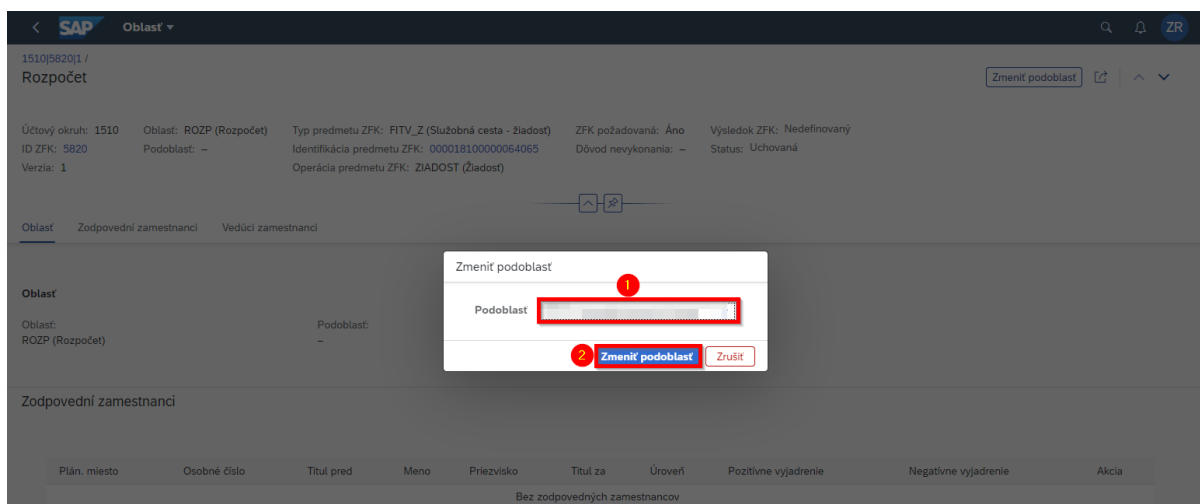 SAP Oblasť
ZR
1510|5820|1 /
Rozpočet
Zmeniť podoblasť
Účtový okruh: 1510 Oblasť: ROZP (Rozpočet) Typ predmetu ZFK: FITV_Z (Služobná cesta - žiadosť) ZFK požadovaná: Áno Výsledok ZFK: Nedefinovaný
ID ZFK: 5820 Podoblasť: – Identifikácia predmetu ZFK: 000018100000064065 Dôvod nevykonania: – Status: Uchovaná
Verzia: 1 Operácia predmetu ZFK: ZIADOST (Žiadosť)
Oblasť Zodpovední zamestnanci Vedúci zamestnanci
Zmeniť podoblasť
1
Podoblasť
2 Zmeniť podoblasť Zrušiť
Oblasť
Oblasť: Podoblasť:
ROZP (Rozpočet) –
Zodpovední zamestnanci
Plán. miesto Osobné číslo Titul pred Meno Priezvisko Titul za Úroveň Pozitívne vyjadrenie Negatívne vyjadrenie Akcia
Bez zodpovedných zamestnancov